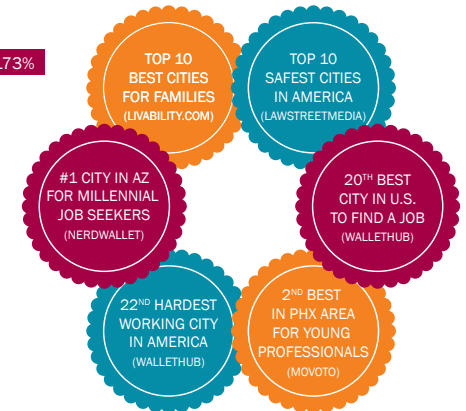 173%
TOP 10
BEST CITIES
FOR FAMILIES
(LIVABILITY.COM)
TOP 10
SAFEST CITIES
IN AMERICA
(LAWSTREETMEDIA)
#1 CITY IN AZ
FOR MILLENNIAL
JOB SEEKERS
(NERDWALLET)
20TH BEST
CITY IN U.S.
TO FIND A JOB
(WALLETHUB)
22ND HARDEST
WORKING CITY
IN AMERICA
(WALLETHUB)
2ND BEST
IN PHX AREA
FOR YOUNG
PROFESSIONALS
(MOVOTO)